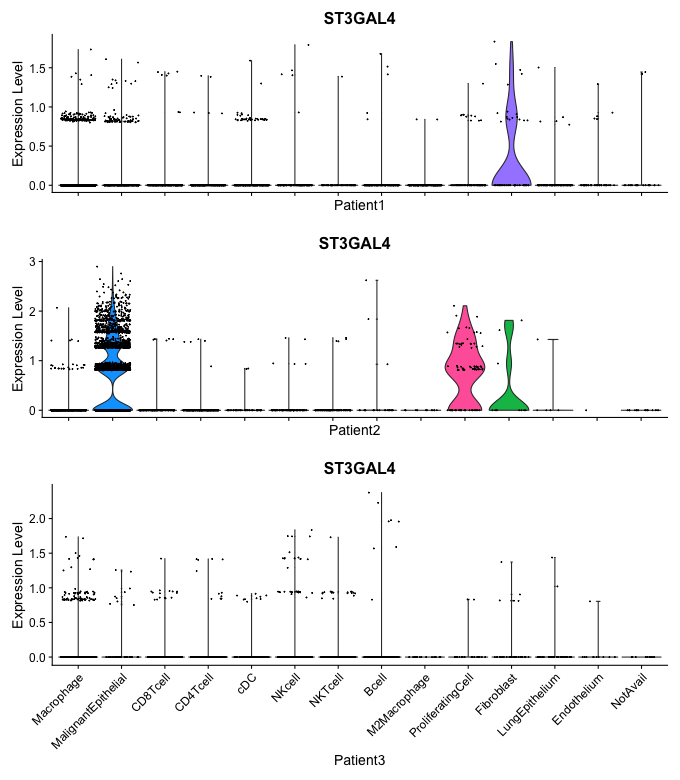 ST3GAL4
Expression Level
1.5
1.0
0.5
0.0
Patient1
ST3GAL4
Expression Level
3
2
1
0
Patient2
ST3GAL4
Expression Level
2.0
1.5
1.0
0.5
0.0
Macrophage
MalignantEpithelial
CD8Tcell
CD4Tcell
cDC
NKcell
NKTcell
Bcell
M2Macrophage
ProliferatingCell
Fibroblast
LungEpithelium
Endothelium
NotAvail
Patient3